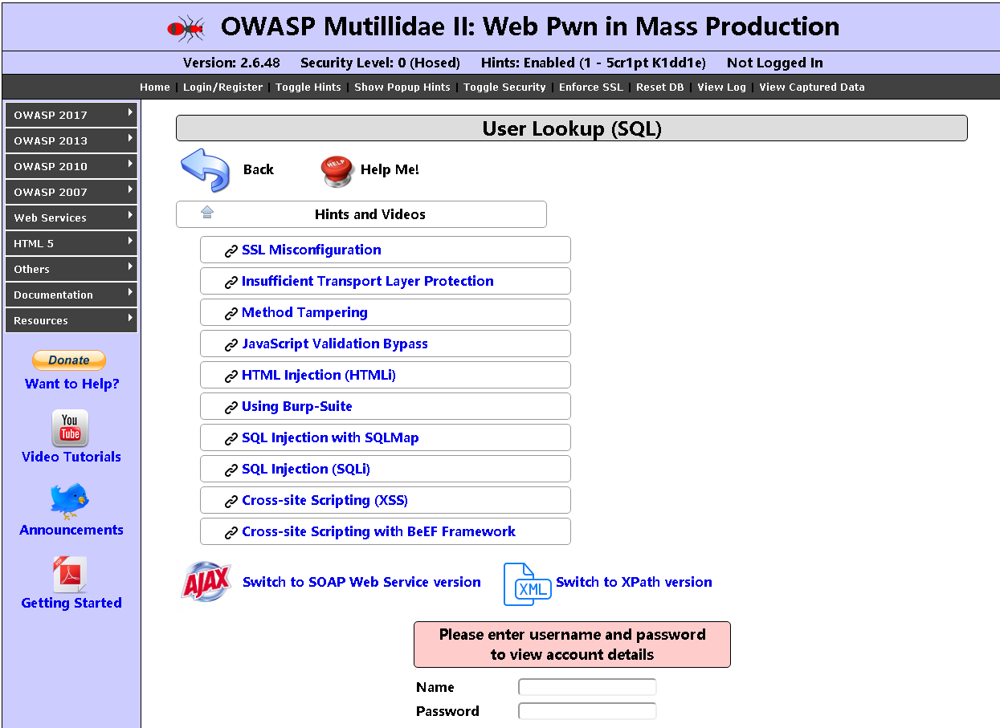 OWASP Mutillidae II: Web Pwn in Mass Production
Version: 2.6.48 Security Level: 0 (Hosed) Hints: Enabled (1 - 5cr1pt K1dd1e) Not Logged In
Home | Login/Register | Toggle Hints | Show Popup Hints | Toggle Security | Enforce SSL | Reset DB | View Log | View Captured Data
OWASP 2017
OWASP 2013
OWASP 2010
OWASP 2007
Web Services
HTML 5
Others
Documentation
Resources
Donate
Want to Help?
You
Tube
Video Tutorials
Announcements
PDF
Getting Started
User Lookup (SQL)
Back
HELP
Help Me!
Hints and Videos
SSL Misconfiguration
Insufficient Transport Layer Protection
Method Tampering
JavaScript Validation Bypass
HTML Injection (HTMLi)
Using Burp-Suite
SQL Injection with SQLMap
SQL Injection (SQLi)
Cross-site Scripting (XSS)
Cross-site Scripting with BeEF Framework
AJAX
Switch to SOAP Web Service version
XML
Switch to XPath version
Please enter username and password
to view account details
Name
Password